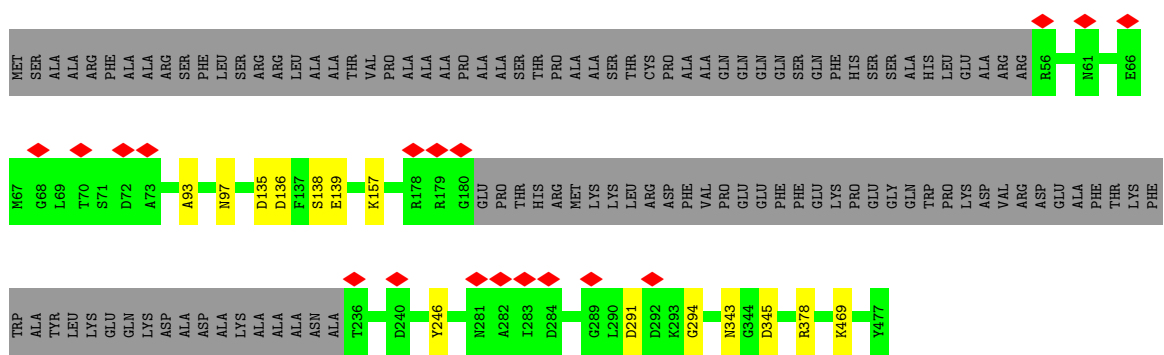 MET SER ALA ALA ARG PHE ALA ALA ARG SER PHE LEU SER ARG ARG LEU ALA ALA THR VAL PRO ALA ALA ALA PRO ALA ALA SER THR PRO ALA ALA SER THR CYS PRO ALA ALA GLN GLN GLN GLN SER GLN PHE HIS SER SER ALA HIS LEU GLU ALA ARG ARG R56 N61 E66
M67 G68 L69 T70 S71 D72 A73 A93 N97 D135 D136 F137 S138 E139 K157 R178 R179 G180 GLU PRO THR HIS ARG MET LYS LYS LEU ARG ASP PHE VAL PRO GLU GLU PHE PHE GLU LYS PRO GLU GLY GLN TRP PRO LYS ASP VAL ARG ASP GLU ALA PHE THR LYS PHE
TRP ALA TYR LEU LYS GLU GLN LYS ASP ALA ASP ALA LYS ALA ALA ALA ASN ALA T236 D240 Y246 N281 A282 I283 D284 G289 L290 D291 D292 K293 G294 N343 G344 D345 R378 K469 Y477